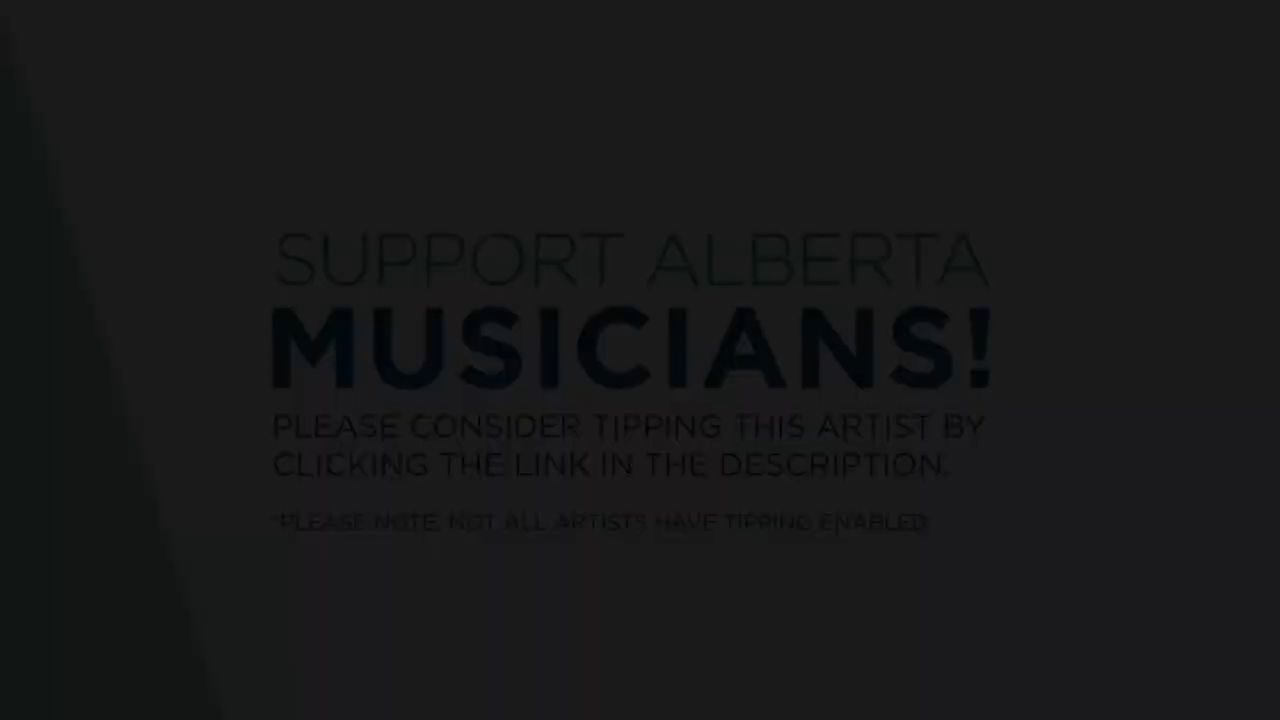 SUPPORT ALBERTA
MUSICIANS!
PLEASE CONSIDER TIPPING THIS ARTIST BY
CLICKING THE LINK IN THE DESCRIPTION.
*PLEASE NOTE, NOT ALL ARTISTS HAVE TIPPING ENABLED